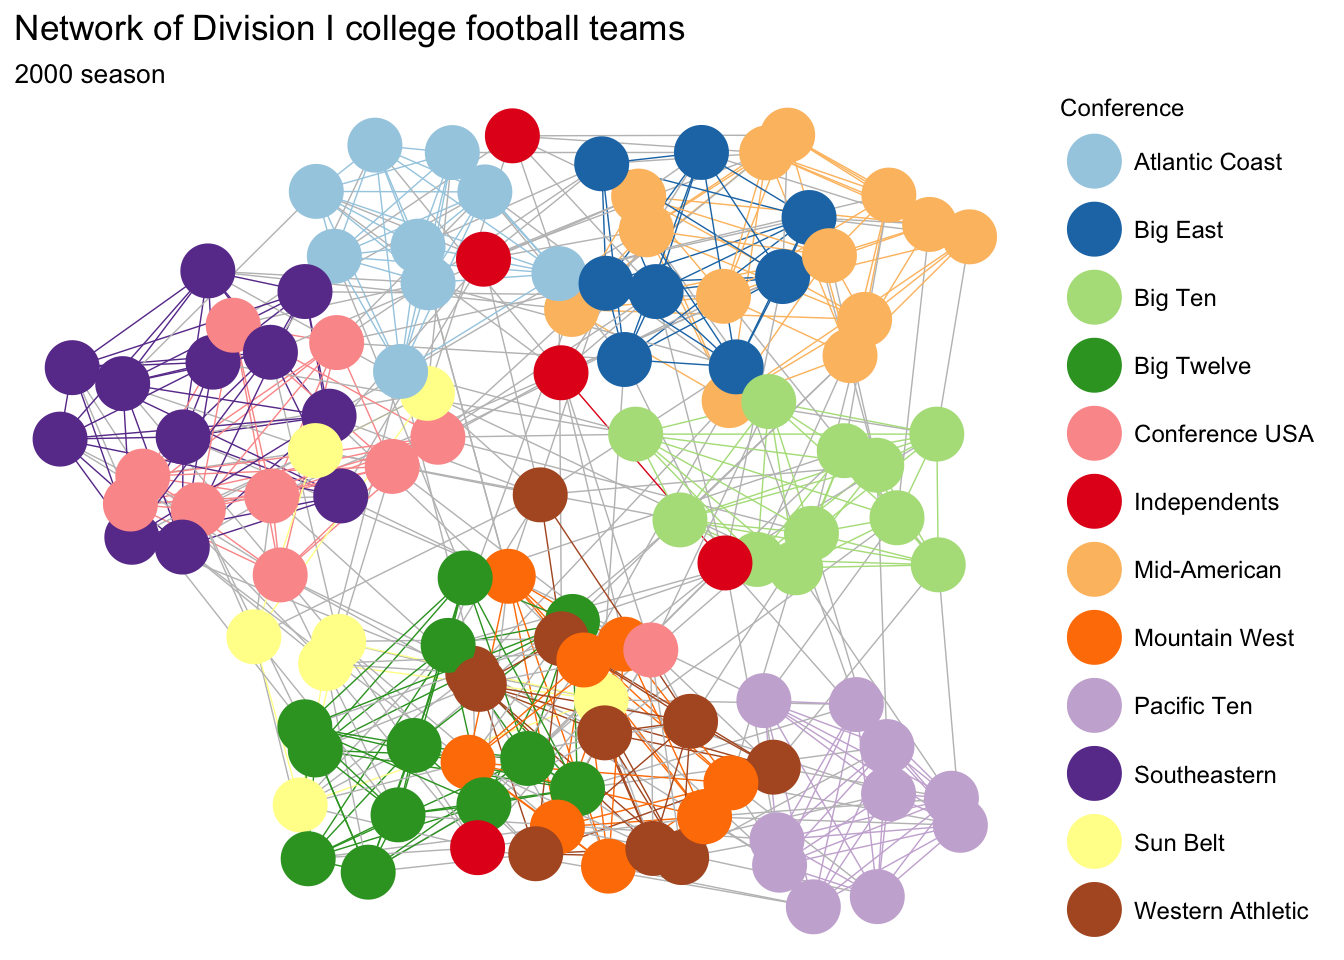 Network of Division I college football teams
2000 season
Conference
Atlantic Coast
Big East
Big Ten
Big Twelve
Conference USA
Independents
Mid-American
Mountain West
Pacific Ten
Southeastern
Sun Belt
Western Athletic